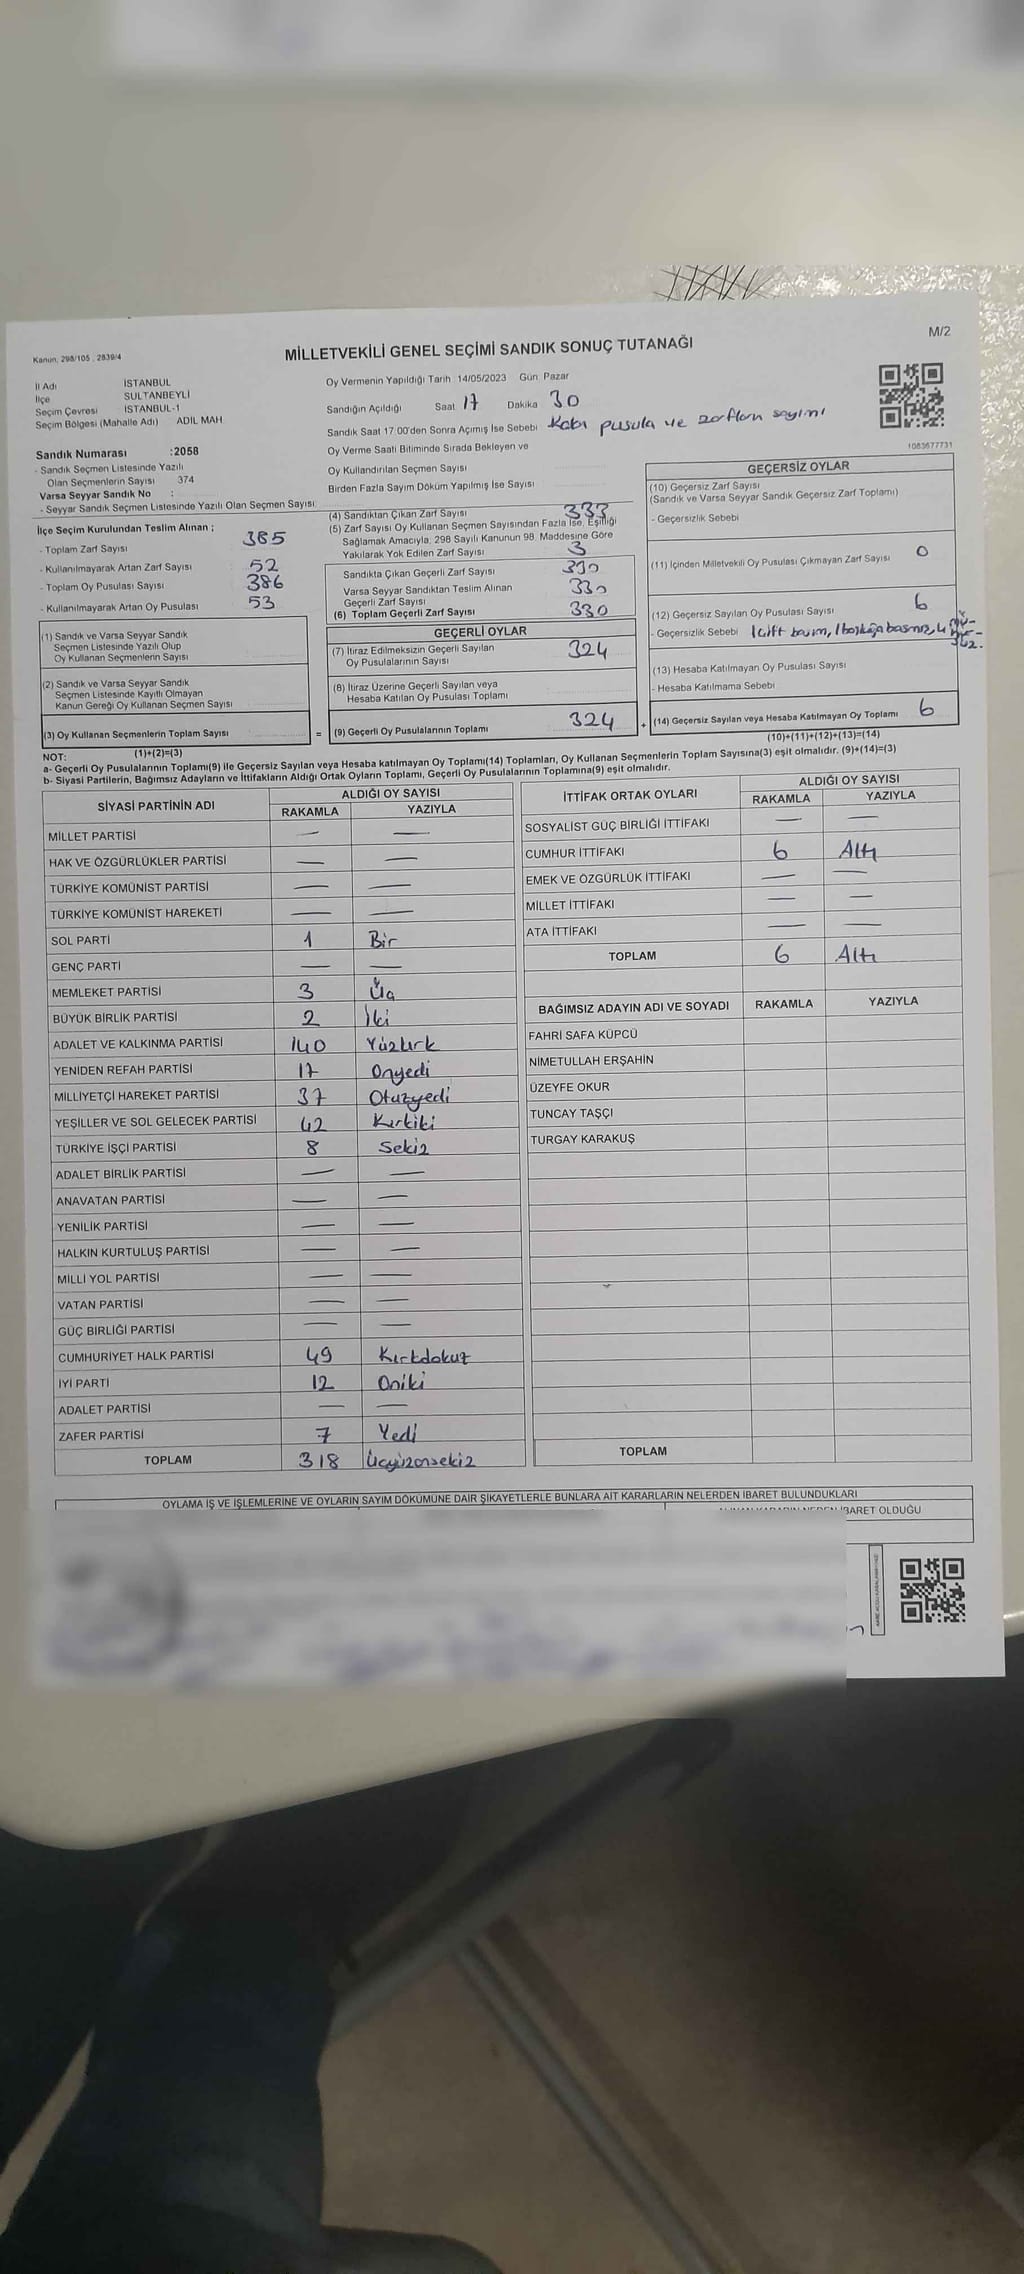 M/2
Kanun, 298/105 , 2839/4
MİLLETVEKİLİ GENEL SEÇİMİ SANDIK SONUÇ TUTANAĞI
İl Adı İSTANBUL
İlçe SULTANBEYLİ
Seçim Çevresi İSTANBUL-1
Seçim Bölgesi (Mahalle Adı) ADİL MAH
Sandık Numarası :2058
- Sandık Seçmen Listesinde Yazılı
Olan Seçmenlerin Sayısı 374
Varsa Seyyar Sandık No :
- Seyyar Sandık Seçmen Listesinde Yazılı Olan Seçmen Sayısı:
Oy Vermenin Yapıldığı Tarih 14/05/2023 Gün Pazar
Sandığın Açıldığı Saat 17 Dakika 30
Sandık Saat 17:00'den Sonra Açımış İse Sebebi Kaba pusula ve zarfların sayımı
Oy Verme Saati Bitiminde Sırada Bekleyen ve
Oy Kullandırılan Seçmen Sayısı
Birden Fazla Sayım Döküm Yapılmış İse Sayısı
1083677731
İlçe Seçim Kurulundan Teslim Alınan ;
- Toplam Zarf Sayısı 385
- Kullanılmayarak Artan Zarf Sayısı 52
- Toplam Oy Pusulası Sayısı 386
- Kullanılmayarak Artan Oy Pusulası 53
(1) Sandık ve Varsa Seyyar Sandık
Seçmen Listesinde Yazılı Olup
Oy Kullanan Seçmenlerin Sayısı
(2) Sandık ve Varsa Seyyar Sandık
Seçmen Listesinde Kayıtlı Olmayan
Kanun Gereği Oy Kullanan Seçmen Sayısı
(3) Oy Kullanan Seçmenlerin Toplam Sayısı
(1)+(2)=(3)
=
(4) Sandıktan Çıkan Zarf Sayısı 333
(5) Zarf Sayısı Oy Kullanan Seçmen Sayısından Fazla İse, Eşitliği
Sağlamak Amacıyla, 298 Sayılı Kanunun 98. Maddesine Göre
Yakılarak Yok Edilen Zarf Sayısı 3
Sandıkta Çıkan Geçerli Zarf Sayısı 330
Varsa Seyyar Sandıktan Teslim Alınan
Geçerli Zarf Sayısı 330
(6) Toplam Geçerli Zarf Sayısı 330
GEÇERLİ OYLAR
(7) İtiraz Edilmeksizin Geçerli Sayılan
Oy Pusulalarının Sayısı 324
(8) İtiraz Üzerine Geçerli Sayılan veya
Hesaba Katılan Oy Pusulası Toplamı
(9) Geçerli Oy Pusulalarının Toplamı 324
+
GEÇERSİZ OYLAR
(10) Geçersiz Zarf Sayısı
(Sandık ve Varsa Seyyar Sandık Geçersiz Zarf Toplamı)
- Geçersizlik Sebebi
(11) İçinden Milletvekili Oy Pusulası Çıkmayan Zarf Sayısı 0
(12) Geçersiz Sayılan Oy Pusulası Sayısı 6
- Geçersizlik Sebebi 1 çift basım, 1 boşluğa basmış, 4
(13) Hesaba Katılmayan Oy Pusulası Sayısı
- Hesaba Katılmama Sebebi
(14) Geçersiz Sayılan veya Hesaba Katılmayan Oy Toplamı 6
(10)+(11)+(12)+(13)=(14)
NOT:
a- Geçerli Oy Pusulalarının Toplamı(9) ile Geçersiz Sayılan veya Hesaba katılmayan Oy Toplamı(14) Toplamları, Oy Kullanan Seçmenlerin Toplam Sayısına(3) eşit olmalıdır. (9)+(14)=(3)
b- Siyasi Partilerin, Bağımsız Adayların ve İttifakların Aldığı Ortak Oyların Toplamı, Geçerli Oy Pusulalarının Toplamına(9) eşit olmalıdır.
SİYASİ PARTİNİN ADI ALDIĞI OY SAYISI
RAKAMLA YAZIYLA
MİLLET PARTİSİ — —
HAK VE ÖZGÜRLÜKLER PARTİSİ — —
TÜRKİYE KOMÜNİST PARTİSİ — —
TÜRKİYE KOMÜNİST HAREKETİ — —
SOL PARTİ 1 Bir
GENÇ PARTİ — —
MEMLEKET PARTİSİ 3 Üç
BÜYÜK BİRLİK PARTİSİ 2 İki
ADALET VE KALKINMA PARTİSİ 140 Yüzkırk
YENİDEN REFAH PARTİSİ 17 Onyedi
MİLLİYETÇİ HAREKET PARTİSİ 37 Otuzyedi
YEŞİLLER VE SOL GELECEK PARTİSİ 42 Kırkiki
TÜRKİYE İŞÇİ PARTİSİ 8 Sekiz
ADALET BİRLİK PARTİSİ — —
ANAVATAN PARTİSİ — —
YENİLİK PARTİSİ — —
HALKIN KURTULUŞ PARTİSİ — —
MİLLİ YOL PARTİSİ — —
VATAN PARTİSİ — —
GÜÇ BİRLİĞİ PARTİSİ — —
CUMHURİYET HALK PARTİSİ 49 Kırkdokuz
İYİ PARTİ 12 Oniki
ADALET PARTİSİ — —
ZAFER PARTİSİ 7 Yedi
TOPLAM 318 Üçyüzonsekiz
İTTİFAK ORTAK OYLARI ALDIĞI OY SAYISI
RAKAMLA YAZIYLA
SOSYALİST GÜÇ BİRLİĞİ İTTİFAKI — —
CUMHUR İTTİFAKI 6 Altı
EMEK VE ÖZGÜRLÜK İTTİFAKI — —
MİLLET İTTİFAKI — —
ATA İTTİFAKI — —
TOPLAM 6 Altı
BAĞIMSIZ ADAYIN ADI VE SOYADI RAKAMLA YAZIYLA
FAHRİ SAFA KÜPCÜ
NİMETULLAH ERŞAHİN
ÜZEYFE OKUR
TUNCAY TAŞÇI
TURGAY KARAKUŞ
TOPLAM
OYLAMA İŞ VE İŞLEMLERİNE VE OYLARIN SAYIM DÖKÜMÜNE DAİR ŞİKAYETLERLE BUNLARA AİT KARARLARIN NELERDEN İBARET BULUNDUKLARI
İBARET OLDUĞU